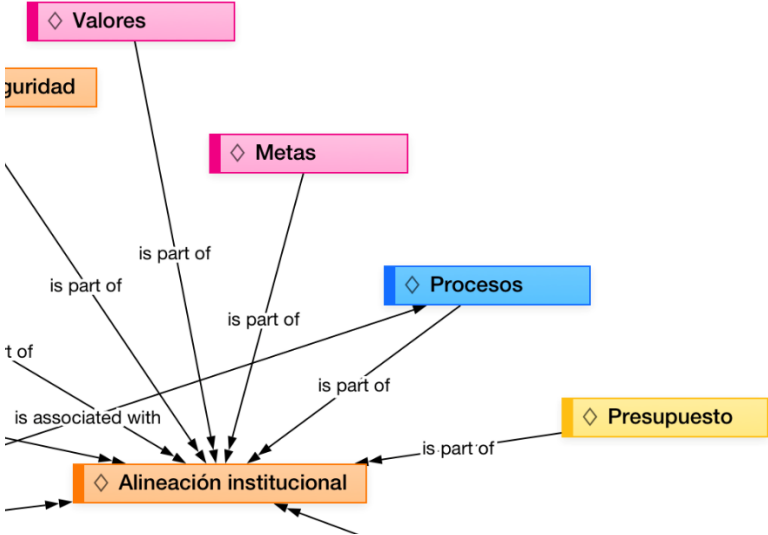 Valores
guridad
Metas
is part of
is part of
Procesos
is part of
t of
is part of
is associated with
Presupuesto
is part of
Alineación institucional